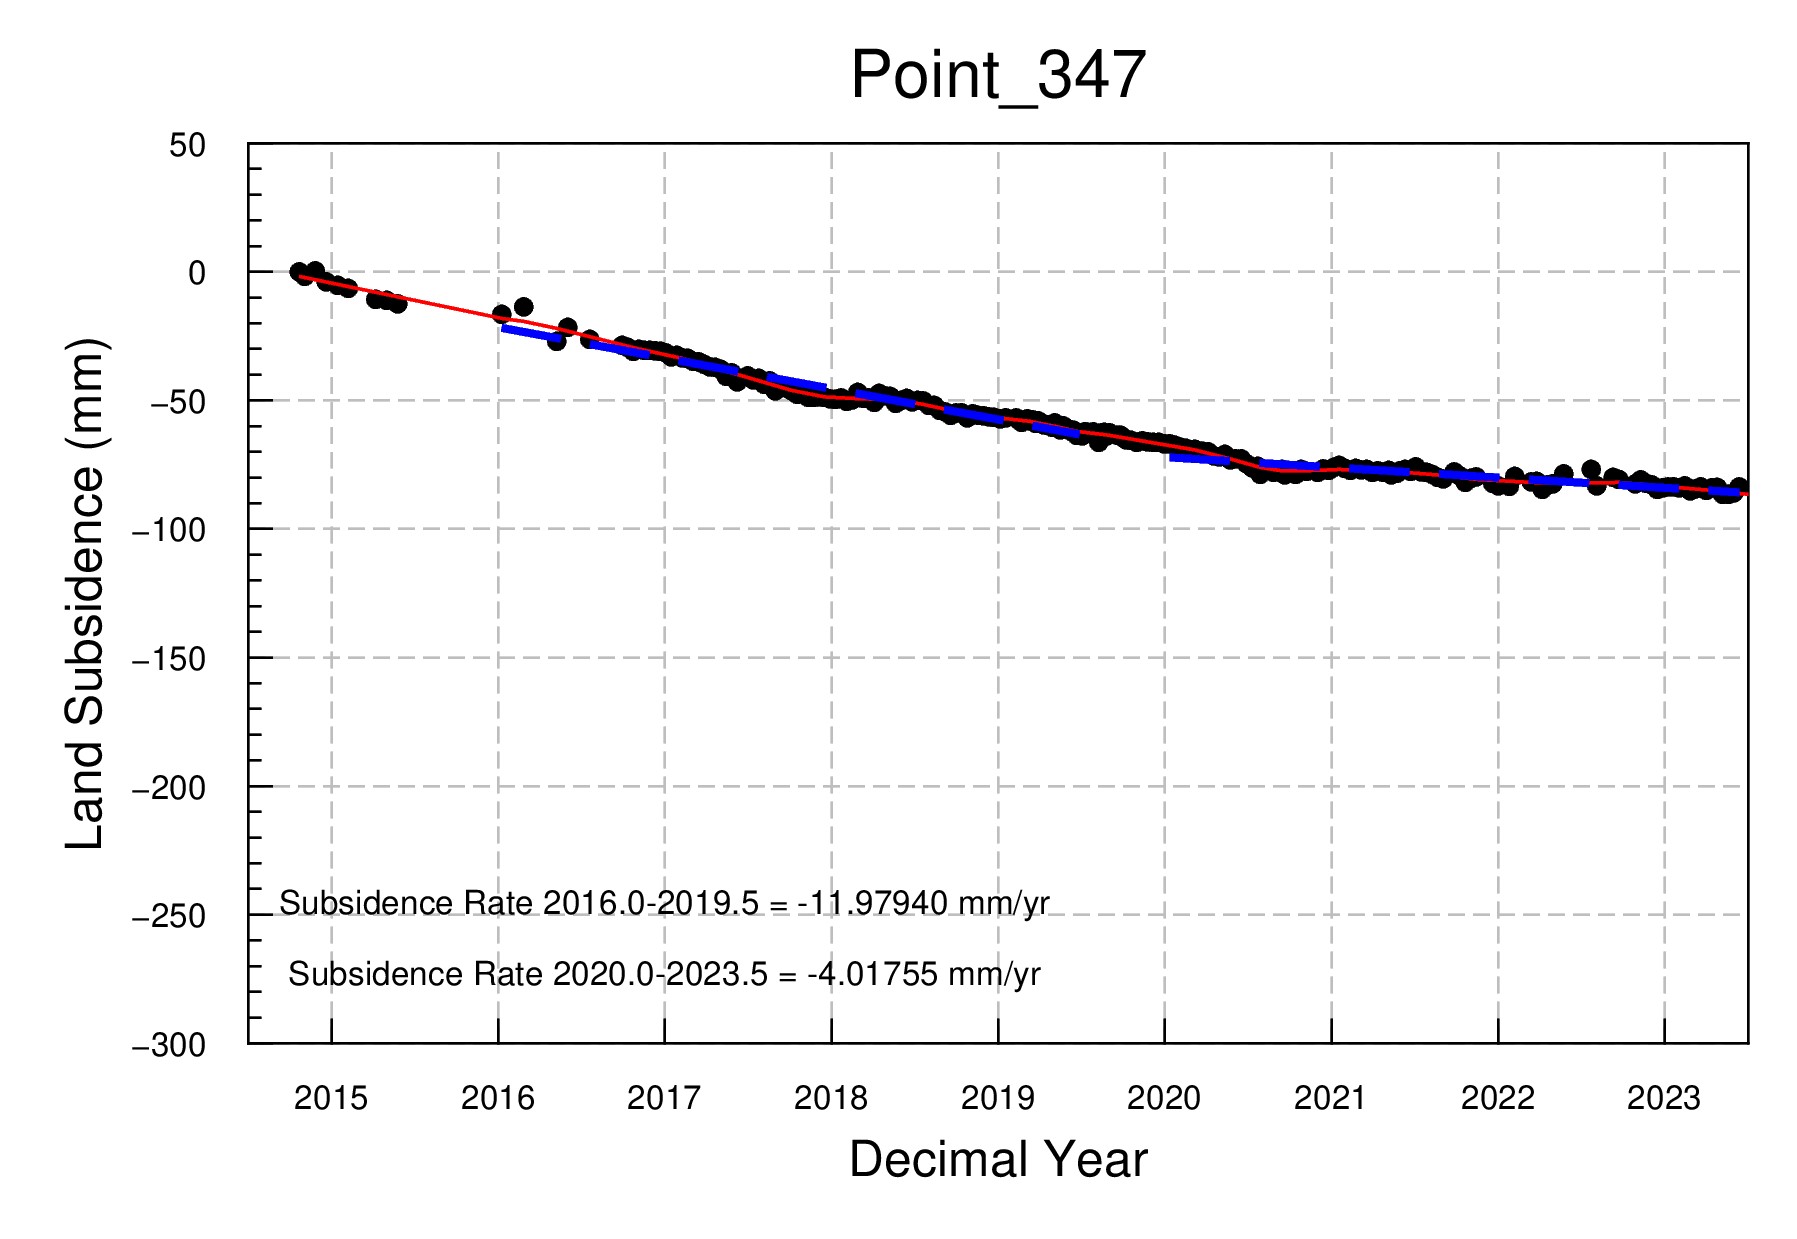 Point_347
50
0
−50
−100
−150
−200
−250
−300
Land Subsidence (mm)
Subsidence Rate 2016.0-2019.5 = -11.97940 mm/yr
Subsidence Rate 2020.0-2023.5 = -4.01755 mm/yr
2015 2016 2017 2018 2019 2020 2021 2022 2023
Decimal Year